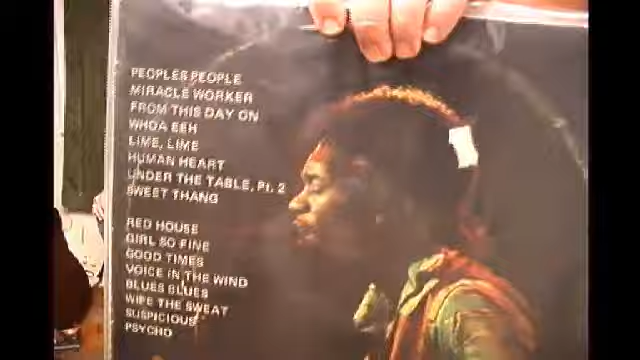 PEOPLES PEOPLE
MIRACLE WORKER
FROM THIS DAY ON
WHOA EEH
LIME, LIME
HUMAN HEART
UNDER THE TABLE, Pt. 2
SWEET THANG
RED HOUSE
GIRL SO FINE
GOOD TIMES
VOICE IN THE WIND
BLUES BLUES
WIPE THE SWEAT
SUSPICIOUS
PSYCHO